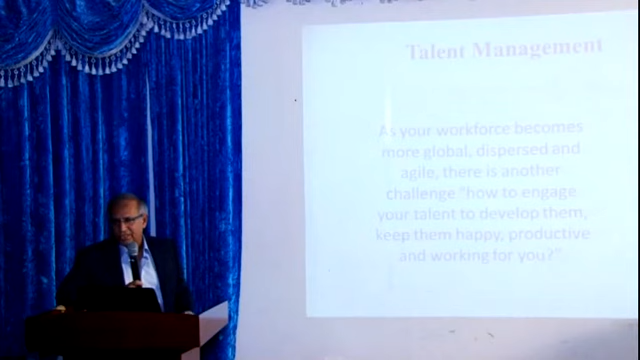 Talent Management
As your workforce becomes
more global, dispersed and
agile, there is another
challenge "how to engage
your talent to develop them,
keep them happy, productive
and working for you?"